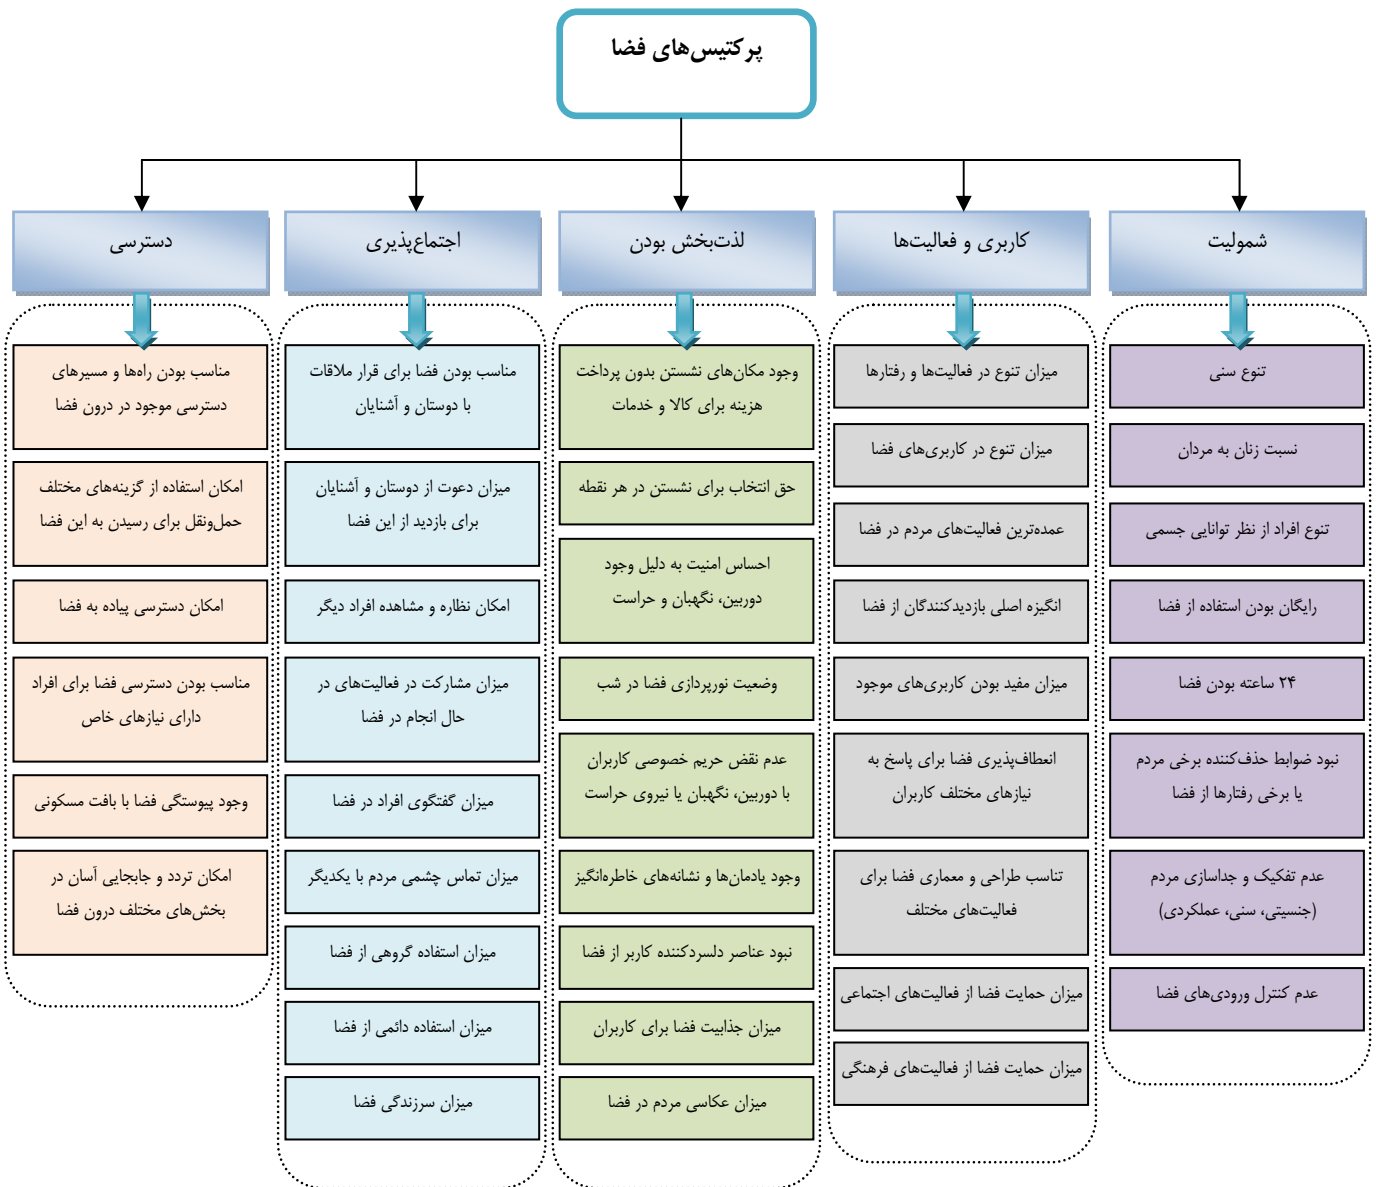 پرکتیس‌های فضا
شمولیت
تنوع سنی
نسبت زنان به مردان
تنوع افراد از نظر توانایی جسمی
رایگان بودن استفاده از فضا
۲۴ ساعته بودن فضا
نبود ضوابط حذف‌کننده برخی مردم
یا برخی رفتارها از فضا
عدم تفکیک و جداسازی مردم
(جنسیتی، سنی، عملکردی)
عدم کنترل ورودی‌های فضا
کاربری و فعالیت‌ها
میزان تنوع در فعالیت‌ها و رفتارها
میزان تنوع در کاربری‌های فضا
عمده‌ترین فعالیت‌های مردم در فضا
انگیزه اصلی بازدیدکنندگان از فضا
میزان مفید بودن کاربری‌های موجود
انعطاف‌پذیری فضا برای پاسخ به
نیازهای مختلف کاربران
تناسب طراحی و معماری فضا برای
فعالیت‌های مختلف
میزان حمایت فضا از فعالیت‌های اجتماعی
میزان حمایت فضا از فعالیت‌های فرهنگی
لذت‌بخش بودن
وجود مکان‌های نشستن بدون پرداخت
هزینه برای کالا و خدمات
حق انتخاب برای نشستن در هر نقطه
احساس امنیت به دلیل وجود
دوربین، نگهبان و حراست
وضعیت نورپردازی فضا در شب
عدم نقض حریم خصوصی کاربران
با دوربین، نگهبان یا نیروی حراست
وجود یادمان‌ها و نشانه‌های خاطره‌انگیز
نبود عناصر دلسردکننده کاربر از فضا
میزان جذابیت فضا برای کاربران
میزان عکاسی مردم در فضا
اجتماع‌پذیری
مناسب بودن فضا برای قرار ملاقات
با دوستان و آشنایان
میزان دعوت از دوستان و آشنایان
برای بازدید از این فضا
امکان نظاره و مشاهده افراد دیگر
میزان مشارکت در فعالیت‌های در
حال انجام در فضا
میزان گفتگوی افراد در فضا
میزان تماس چشمی مردم با یکدیگر
میزان استفاده گروهی از فضا
میزان استفاده دائمی از فضا
میزان سرزندگی فضا
دسترسی
مناسب بودن راه‌ها و مسیرهای
دسترسی موجود در درون فضا
امکان استفاده از گزینه‌های مختلف
حمل‌ونقل برای رسیدن به این فضا
امکان دسترسی پیاده به فضا
مناسب بودن دسترسی فضا برای افراد
دارای نیازهای خاص
وجود پیوستگی فضا با بافت مسکونی
امکان تردد و جابجایی آسان در
بخش‌های مختلف درون فضا